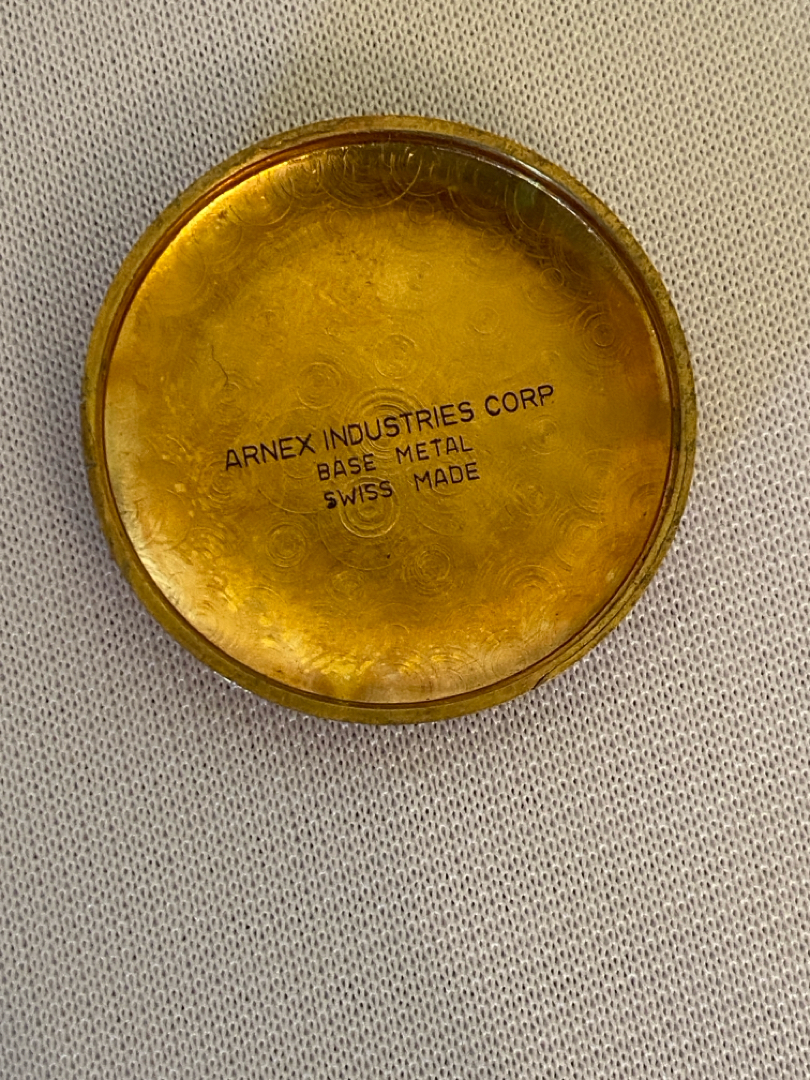 ARNEX INDUSTRIES CORP
BASE METAL
SWISS MADE